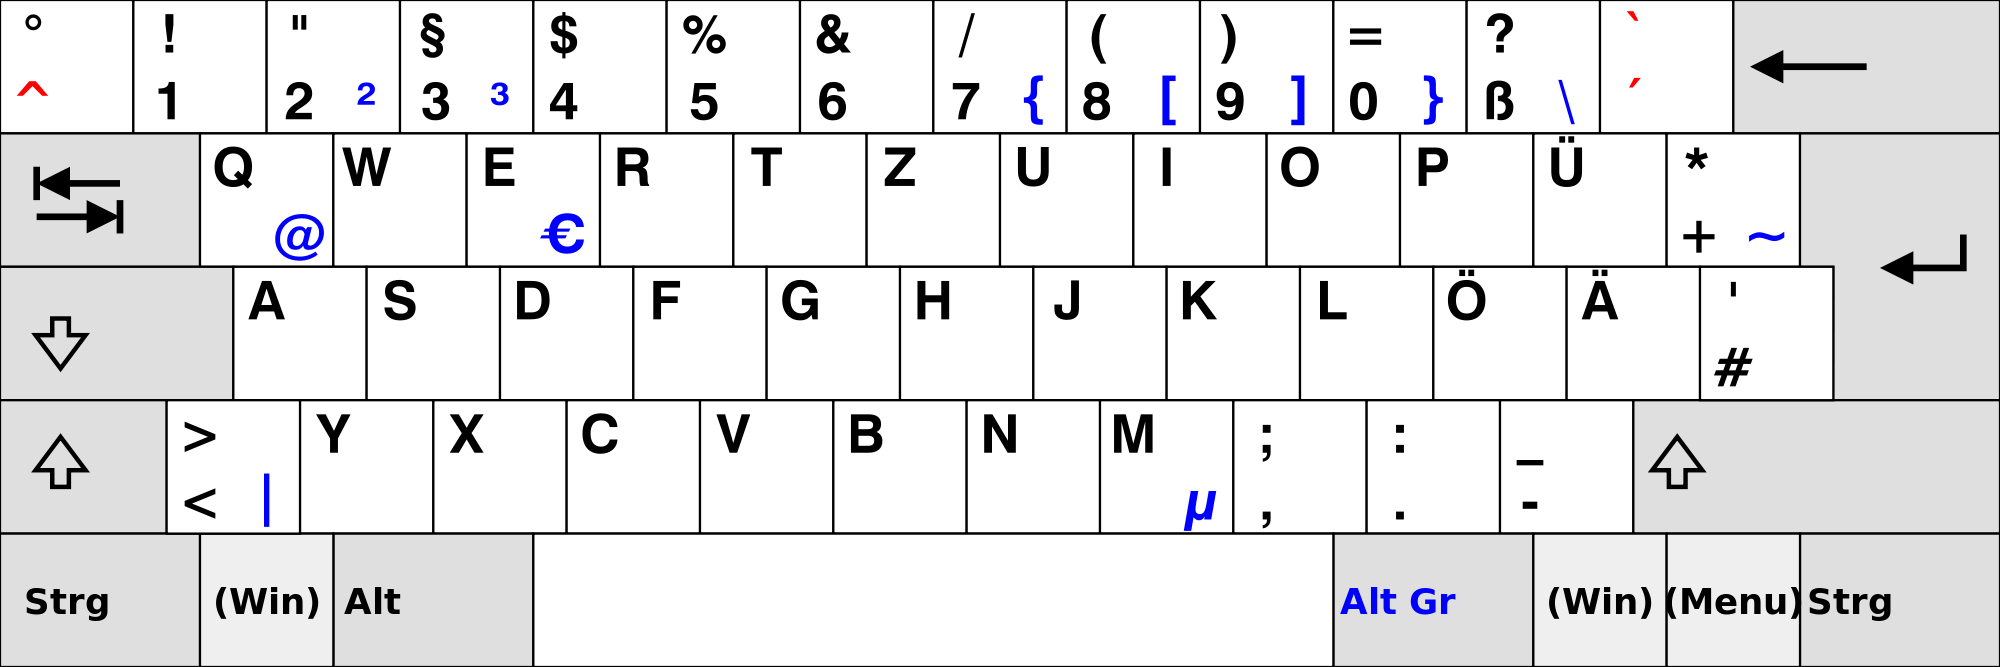 ° ! " § $ % & / ( ) = ? `
^ 1 2 ² 3 ³ 4 5 6 7 { 8 [ 9 ] 0 } ß \ ´
Q W E R T Z U I O P Ü *
@ € + ~
A S D F G H J K L Ö Ä '
#
> Y X C V B N M ; : _
< | µ , . -
Strg (Win) Alt Alt Gr (Win) (Menu) Strg